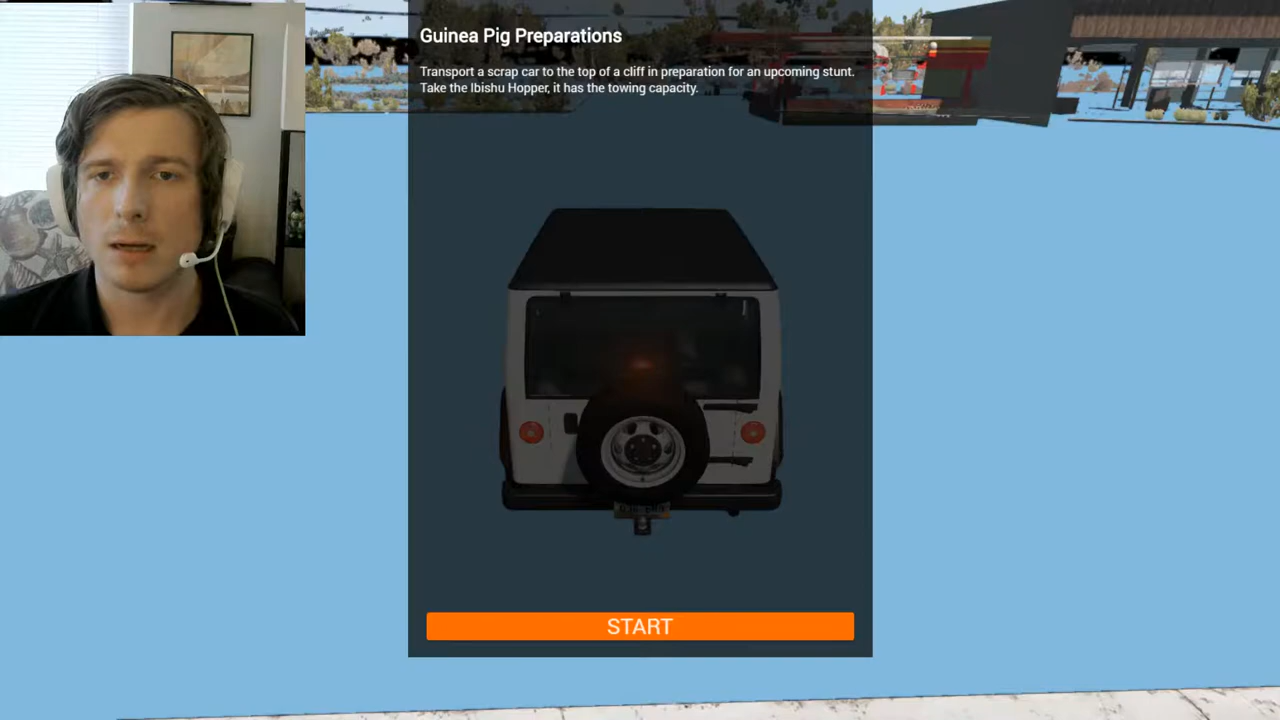 Guinea Pig Preparations
Transport a scrap car to the top of a cliff in preparation for an upcoming stunt.
Take the Ibishu Hopper, it has the towing capacity.
START